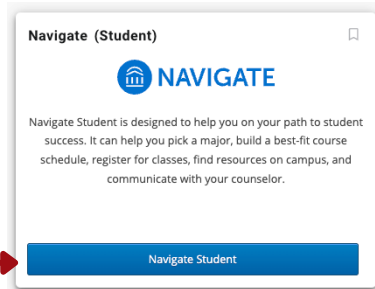 Navigate (Student)
NAVIGATE
Navigate Student is designed to help you on your path to student
success. It can help you pick a major, build a best-fit course
schedule, register for classes, find resources on campus, and
communicate with your counselor.
Navigate Student